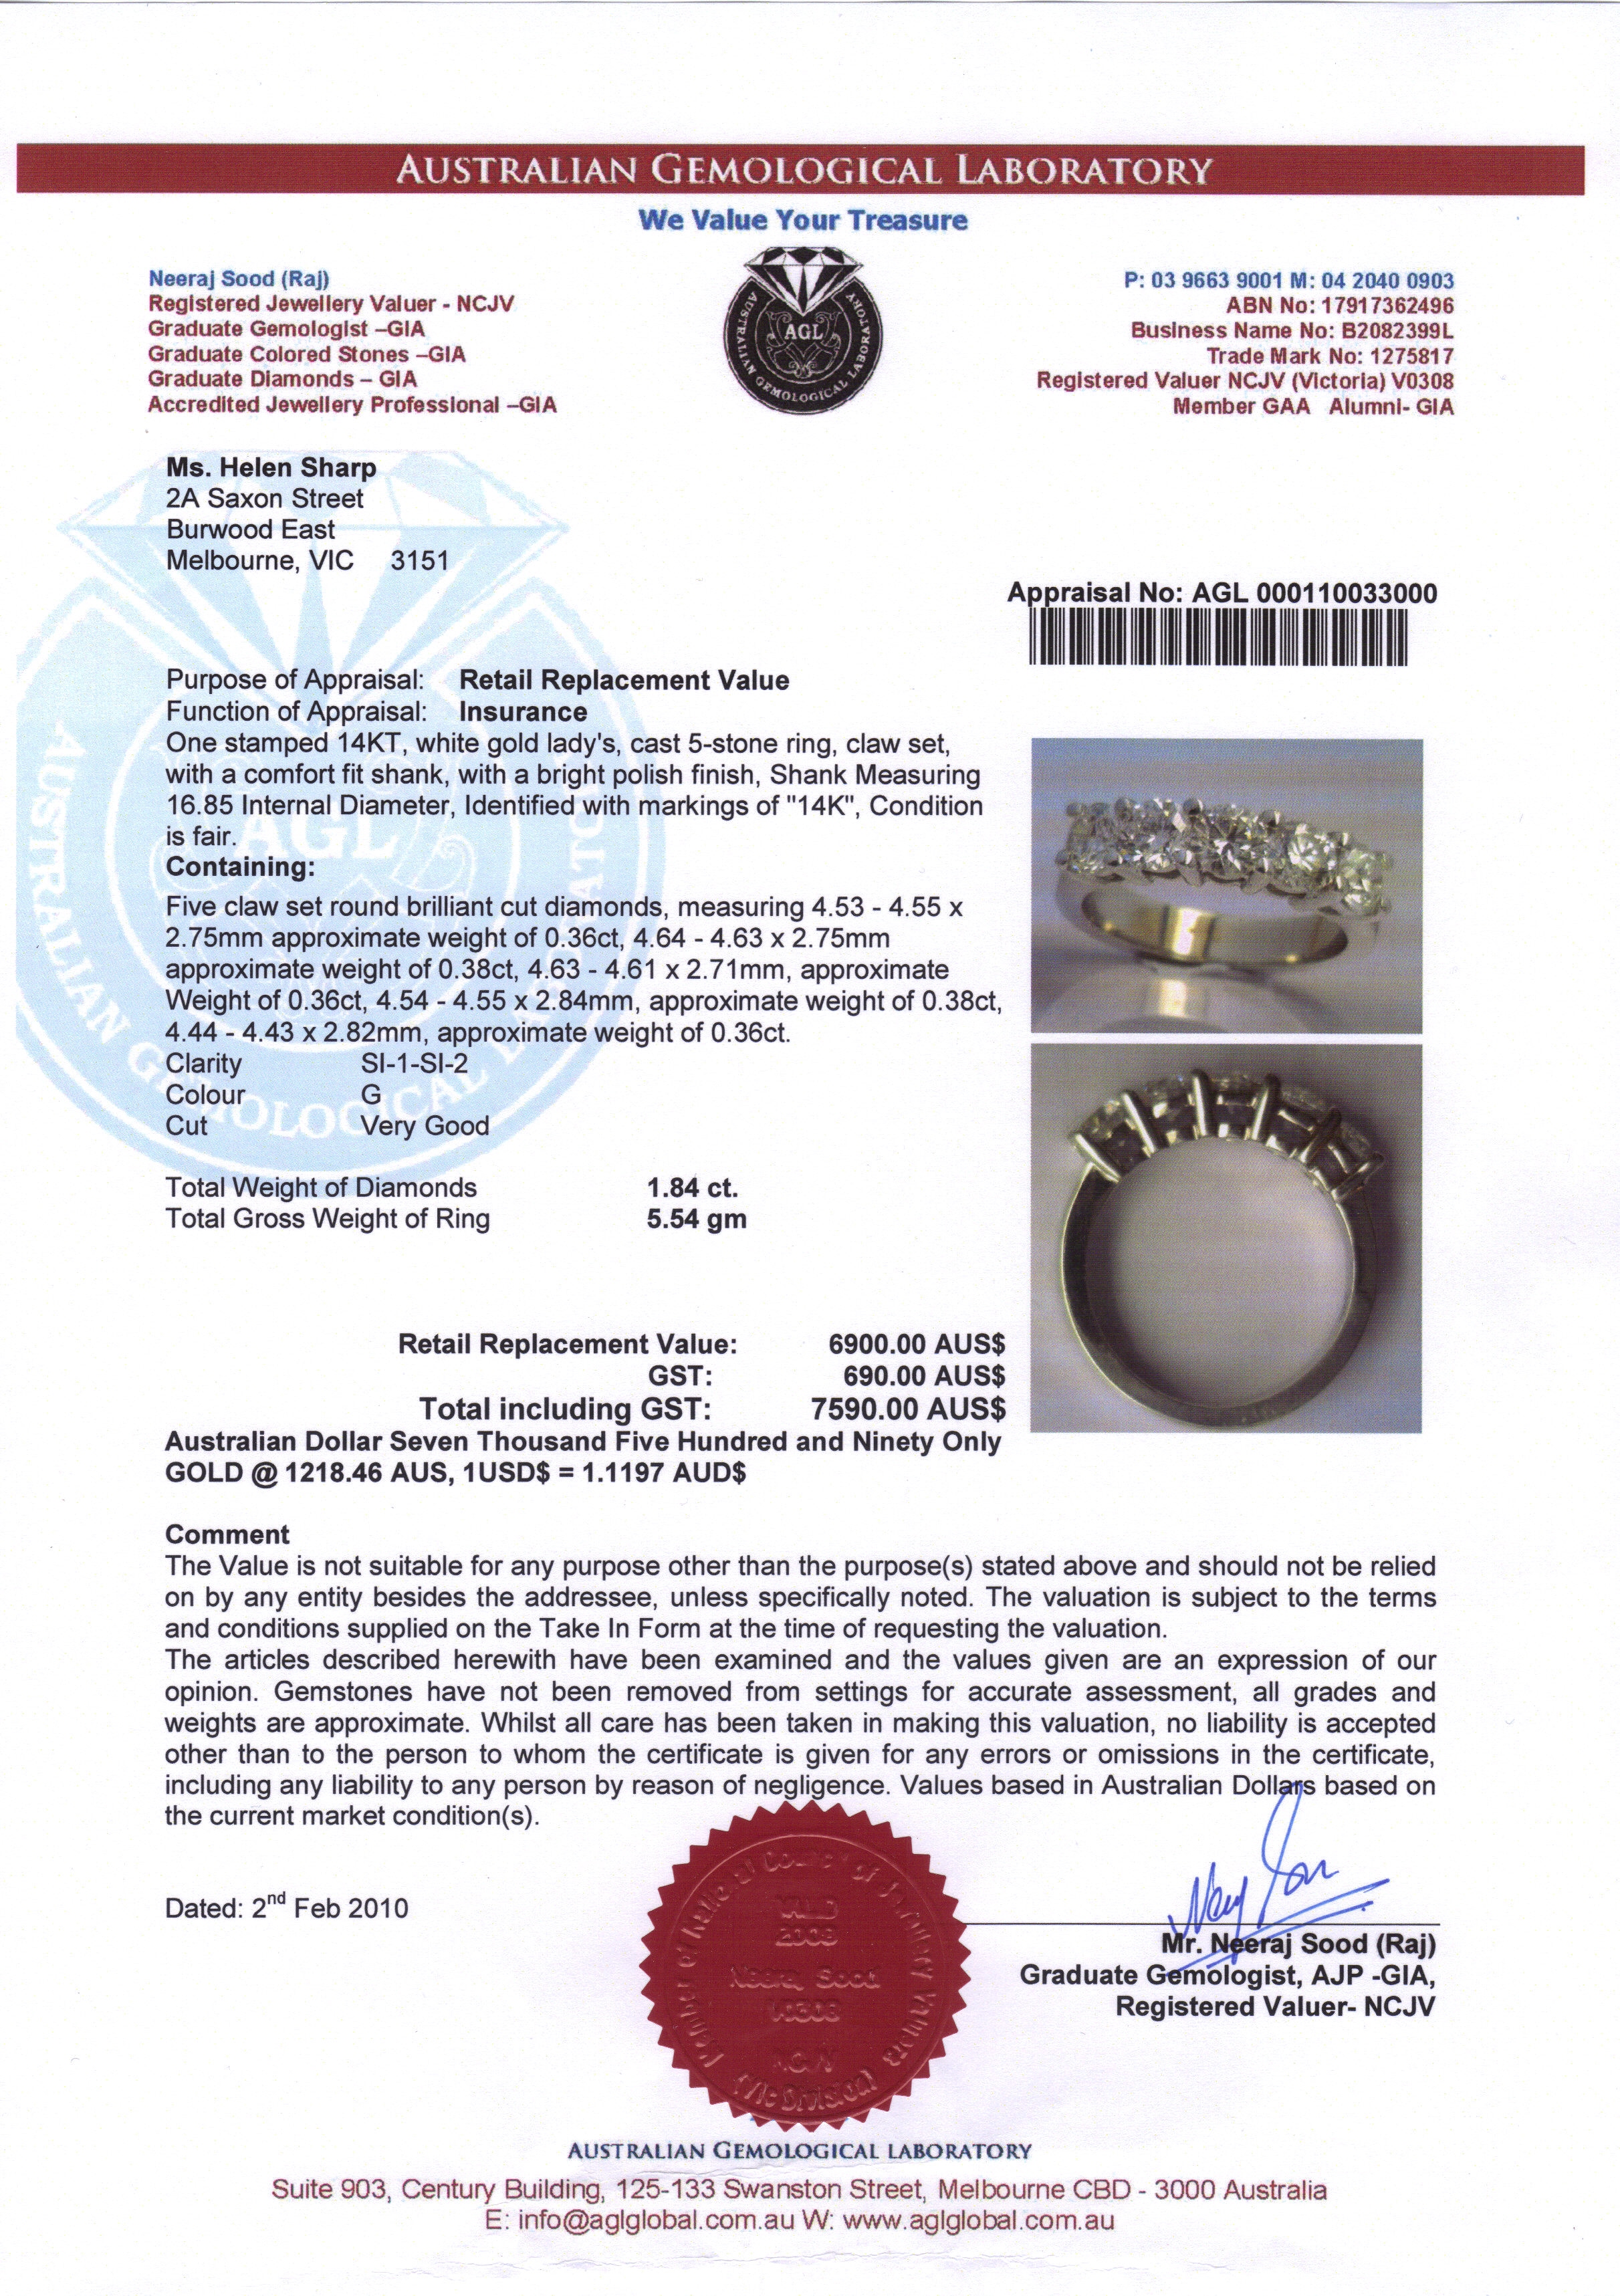 AUSTRALIAN GEMOLOGICAL LABORATORY
We Value Your Treasure
Neeraj Sood (Raj)
Registered Jewellery Valuer - NCJV
Graduate Gemologist –GIA
Graduate Colored Stones –GIA
Graduate Diamonds – GIA
Accredited Jewellery Professional –GIA
AGL
AUSTRALIAN GEMOLOGICAL LABORATORY
P: 03 9663 9001 M: 04 2040 0903
ABN No: 17917362496
Business Name No: B2082399L
Trade Mark No: 1275817
Registered Valuer NCJV (Victoria) V0308
Member GAA Alumni- GIA
Ms. Helen Sharp
2A Saxon Street
Burwood East
Melbourne, VIC 3151
Appraisal No: AGL 000110033000
Purpose of Appraisal: Retail Replacement Value
Function of Appraisal: Insurance
One stamped 14KT, white gold lady's, cast 5-stone ring, claw set,
with a comfort fit shank, with a bright polish finish, Shank Measuring
16.85 Internal Diameter, Identified with markings of "14K", Condition
is fair.
Containing:
Five claw set round brilliant cut diamonds, measuring 4.53 - 4.55 x
2.75mm approximate weight of 0.36ct, 4.64 - 4.63 x 2.75mm
approximate weight of 0.38ct, 4.63 - 4.61 x 2.71mm, approximate
Weight of 0.36ct, 4.54 - 4.55 x 2.84mm, approximate weight of 0.38ct,
4.44 - 4.43 x 2.82mm, approximate weight of 0.36ct.
Clarity SI-1-SI-2
Colour G
Cut Very Good
AGL
AUSTRALIAN GEMOLOGICAL LABORATORY
Total Weight of Diamonds 1.84 ct.
Total Gross Weight of Ring 5.54 gm
Retail Replacement Value: 6900.00 AUS$
GST: 690.00 AUS$
Total including GST: 7590.00 AUS$
Australian Dollar Seven Thousand Five Hundred and Ninety Only
GOLD @ 1218.46 AUS, 1USD$ = 1.1197 AUD$
Comment
The Value is not suitable for any purpose other than the purpose(s) stated above and should not be relied
on by any entity besides the addressee, unless specifically noted. The valuation is subject to the terms
and conditions supplied on the Take In Form at the time of requesting the valuation.
The articles described herewith have been examined and the values given are an expression of our
opinion. Gemstones have not been removed from settings for accurate assessment, all grades and
weights are approximate. Whilst all care has been taken in making this valuation, no liability is accepted
other than to the person to whom the certificate is given for any errors or omissions in the certificate,
including any liability to any person by reason of negligence. Values based in Australian Dollars based on
the current market condition(s).
Dated: 2nd Feb 2010
VALID
Neeraj Sood
V0308
(Vic Division)
Mr. Neeraj Sood (Raj)
Graduate Gemologist, AJP -GIA,
Registered Valuer- NCJV
AUSTRALIAN GEMOLOGICAL LABORATORY
Suite 903, Century Building, 125-133 Swanston Street, Melbourne CBD - 3000 Australia
E: info@aglglobal.com.au W: www.aglglobal.com.au